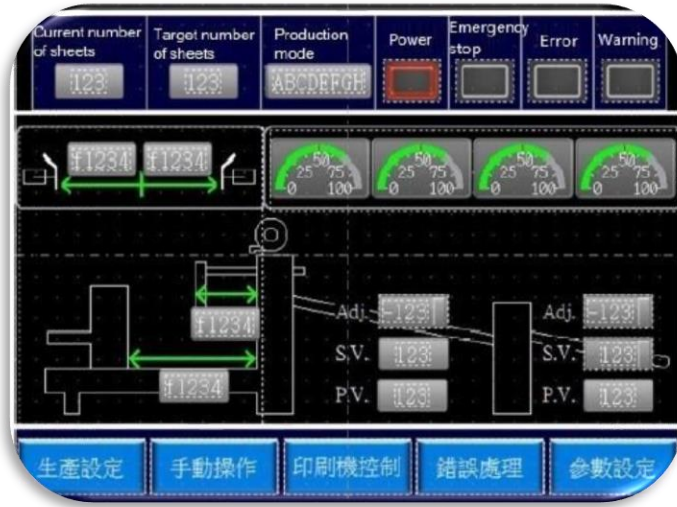 Current number
of sheets
Target number
of sheets
Production
mode
Power
Emergency
stop
Error
Warning
123
123
ABCDEFGH
f1234
f1234
0 25 50 75 100
0 25 50 75 100
0 25 50 75 100
0 25 50 75 100
f1234
f1234
Adj.
-123
Adj.
-123
S.V.
123
S.V.
123
P.V.
123
P.V.
123
生產設定
手動操作
印刷機控制
錯誤處理
參數設定